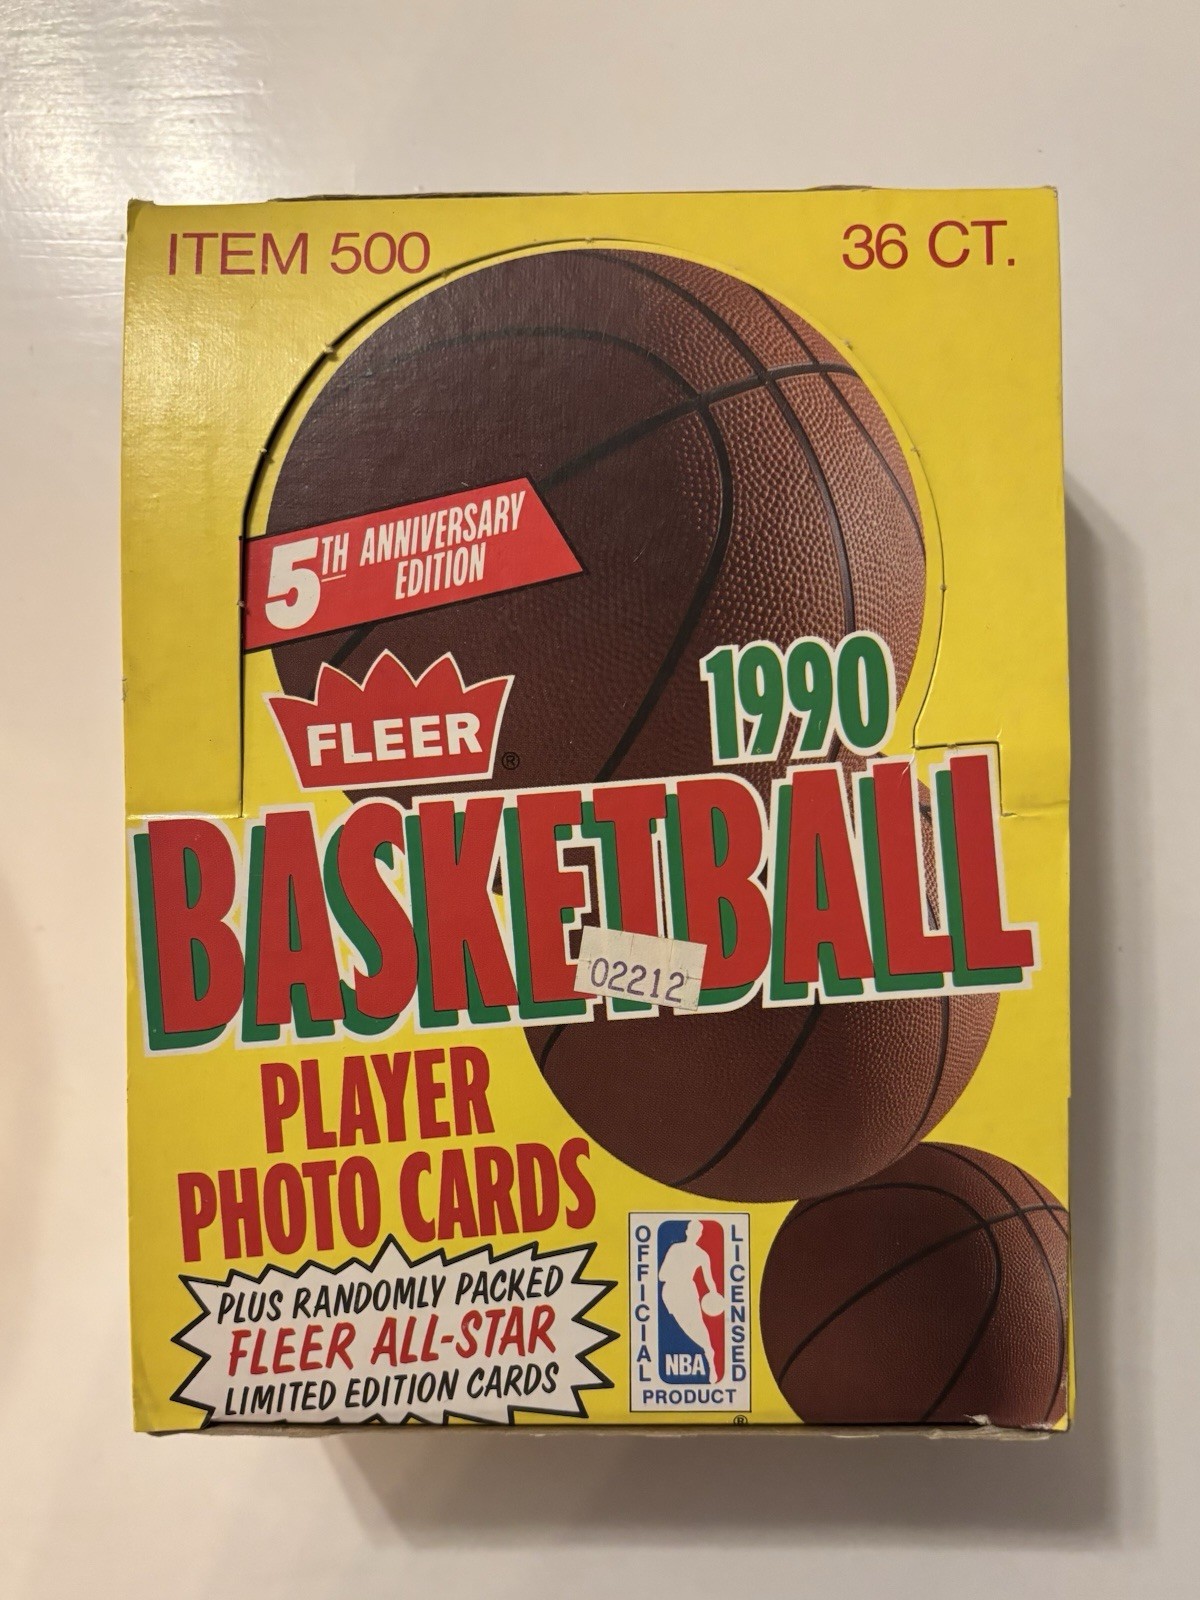 ITEM 500 36 CT.
5TH ANNIVERSARY
EDITION
FLEER®
1990
BASKETBALL
02212
PLAYER
PHOTO CARDS
PLUS RANDOMLY PACKED
FLEER ALL-STAR
LIMITED EDITION CARDS
OFFICIAL
NBA
LICENSED
PRODUCT
®